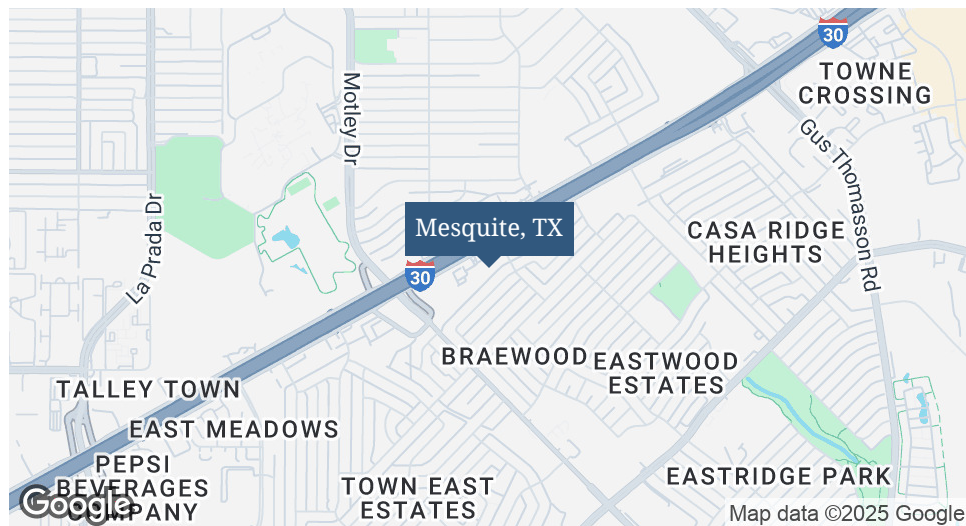 30
TOWNE
CROSSING
Motley Dr
Gus Thomasson Rd
La Prada Dr
Mesquite, TX
CASA RIDGE
HEIGHTS
30
BRAEWOOD
EASTWOOD
ESTATES
TALLEY TOWN
EAST MEADOWS
PEPSI
BEVERAGES
COMPANY
TOWN EAST
ESTATES
EASTRIDGE PARK
Google
Map data ©2025 Google